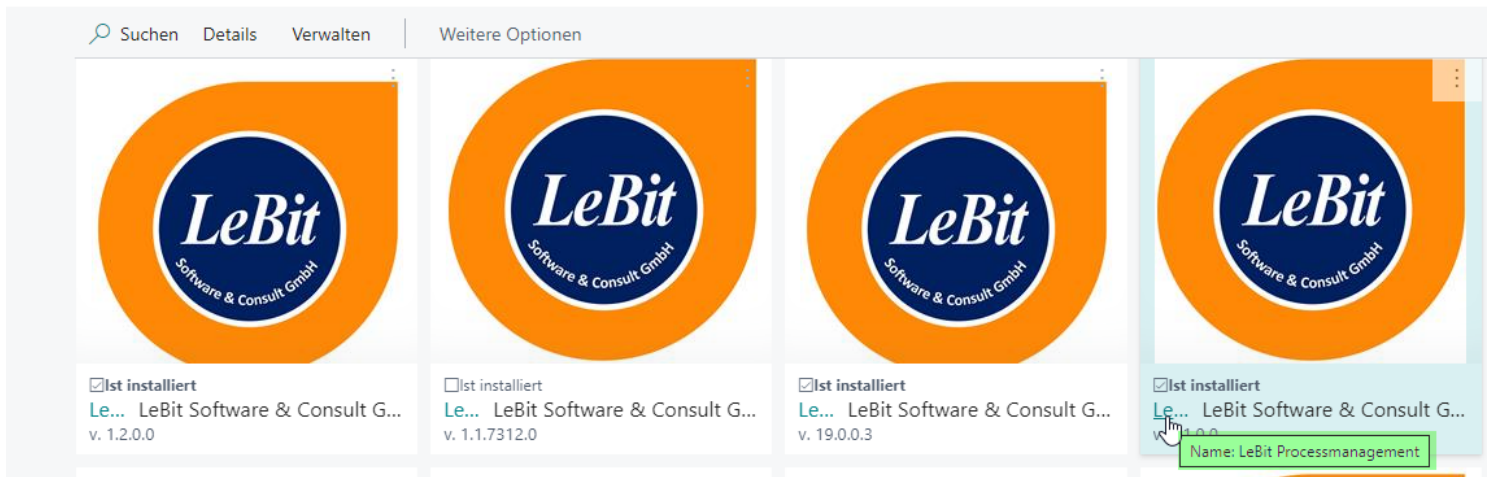 Suchen Details Verwalten Weitere Optionen
LeBit
Software & Consult GmbH
LeBit
Software & Consult GmbH
LeBit
Software & Consult GmbH
LeBit
Software & Consult GmbH
Ist installiert
Le... LeBit Software & Consult G...
v. 1.2.0.0
Ist installiert
Le... LeBit Software & Consult G...
v. 1.1.7312.0
Ist installiert
Le... LeBit Software & Consult G...
v. 19.0.0.3
Ist installiert
Le... LeBit Software & Consult G...
Name: LeBit Processmanagement